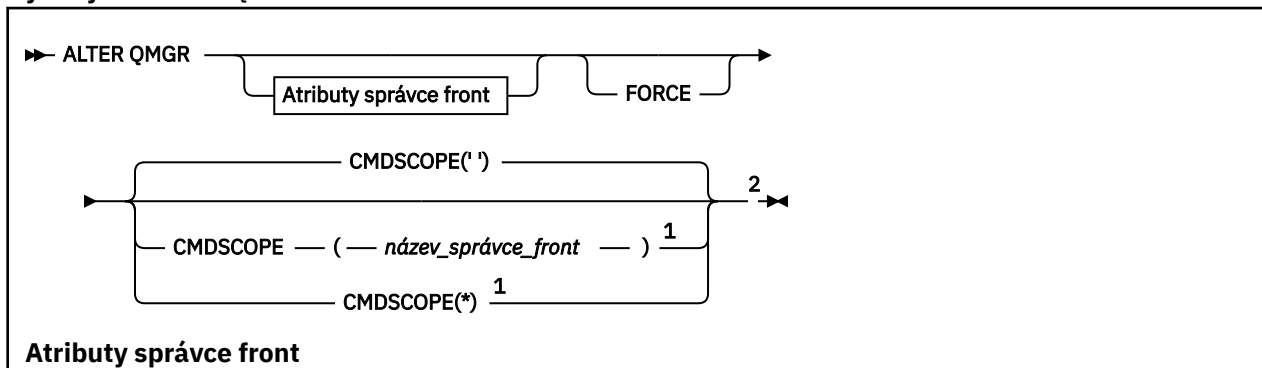 ALTER QMGR
Atributy správce front
FORCE
CMDSCOPE(' ')
2
CMDSCOPE ( název_správce_front ) 1
CMDSCOPE(*) 1
Atributy správce front